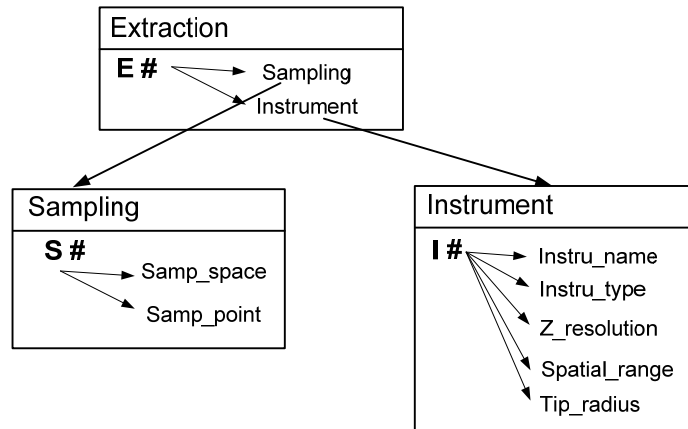 Extraction
E #
Sampling
Instrument
Sampling
S #
Samp_space
Samp_point
Instrument
I #
Instru_name
Instru_type
Z_resolution
Spatial_range
Tip_radius